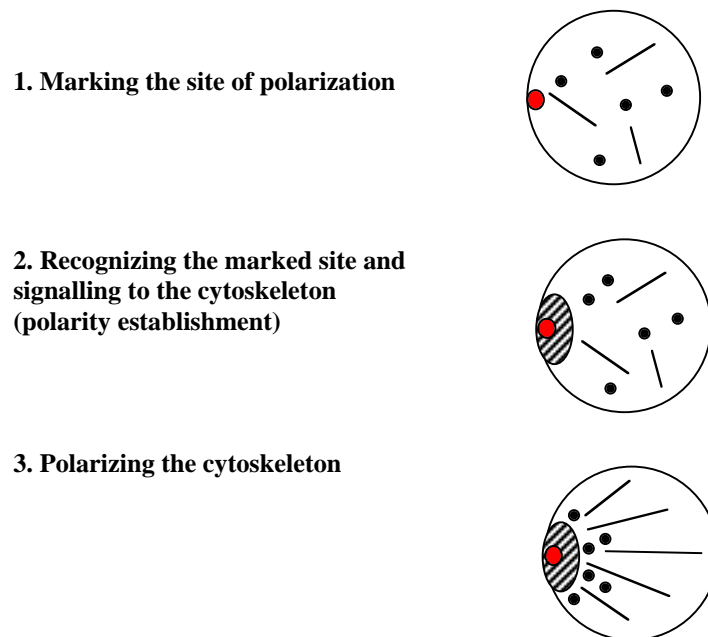 1. Marking the site of polarization
2. Recognizing the marked site and
signalling to the cytoskeleton
(polarity establishment)
3. Polarizing the cytoskeleton